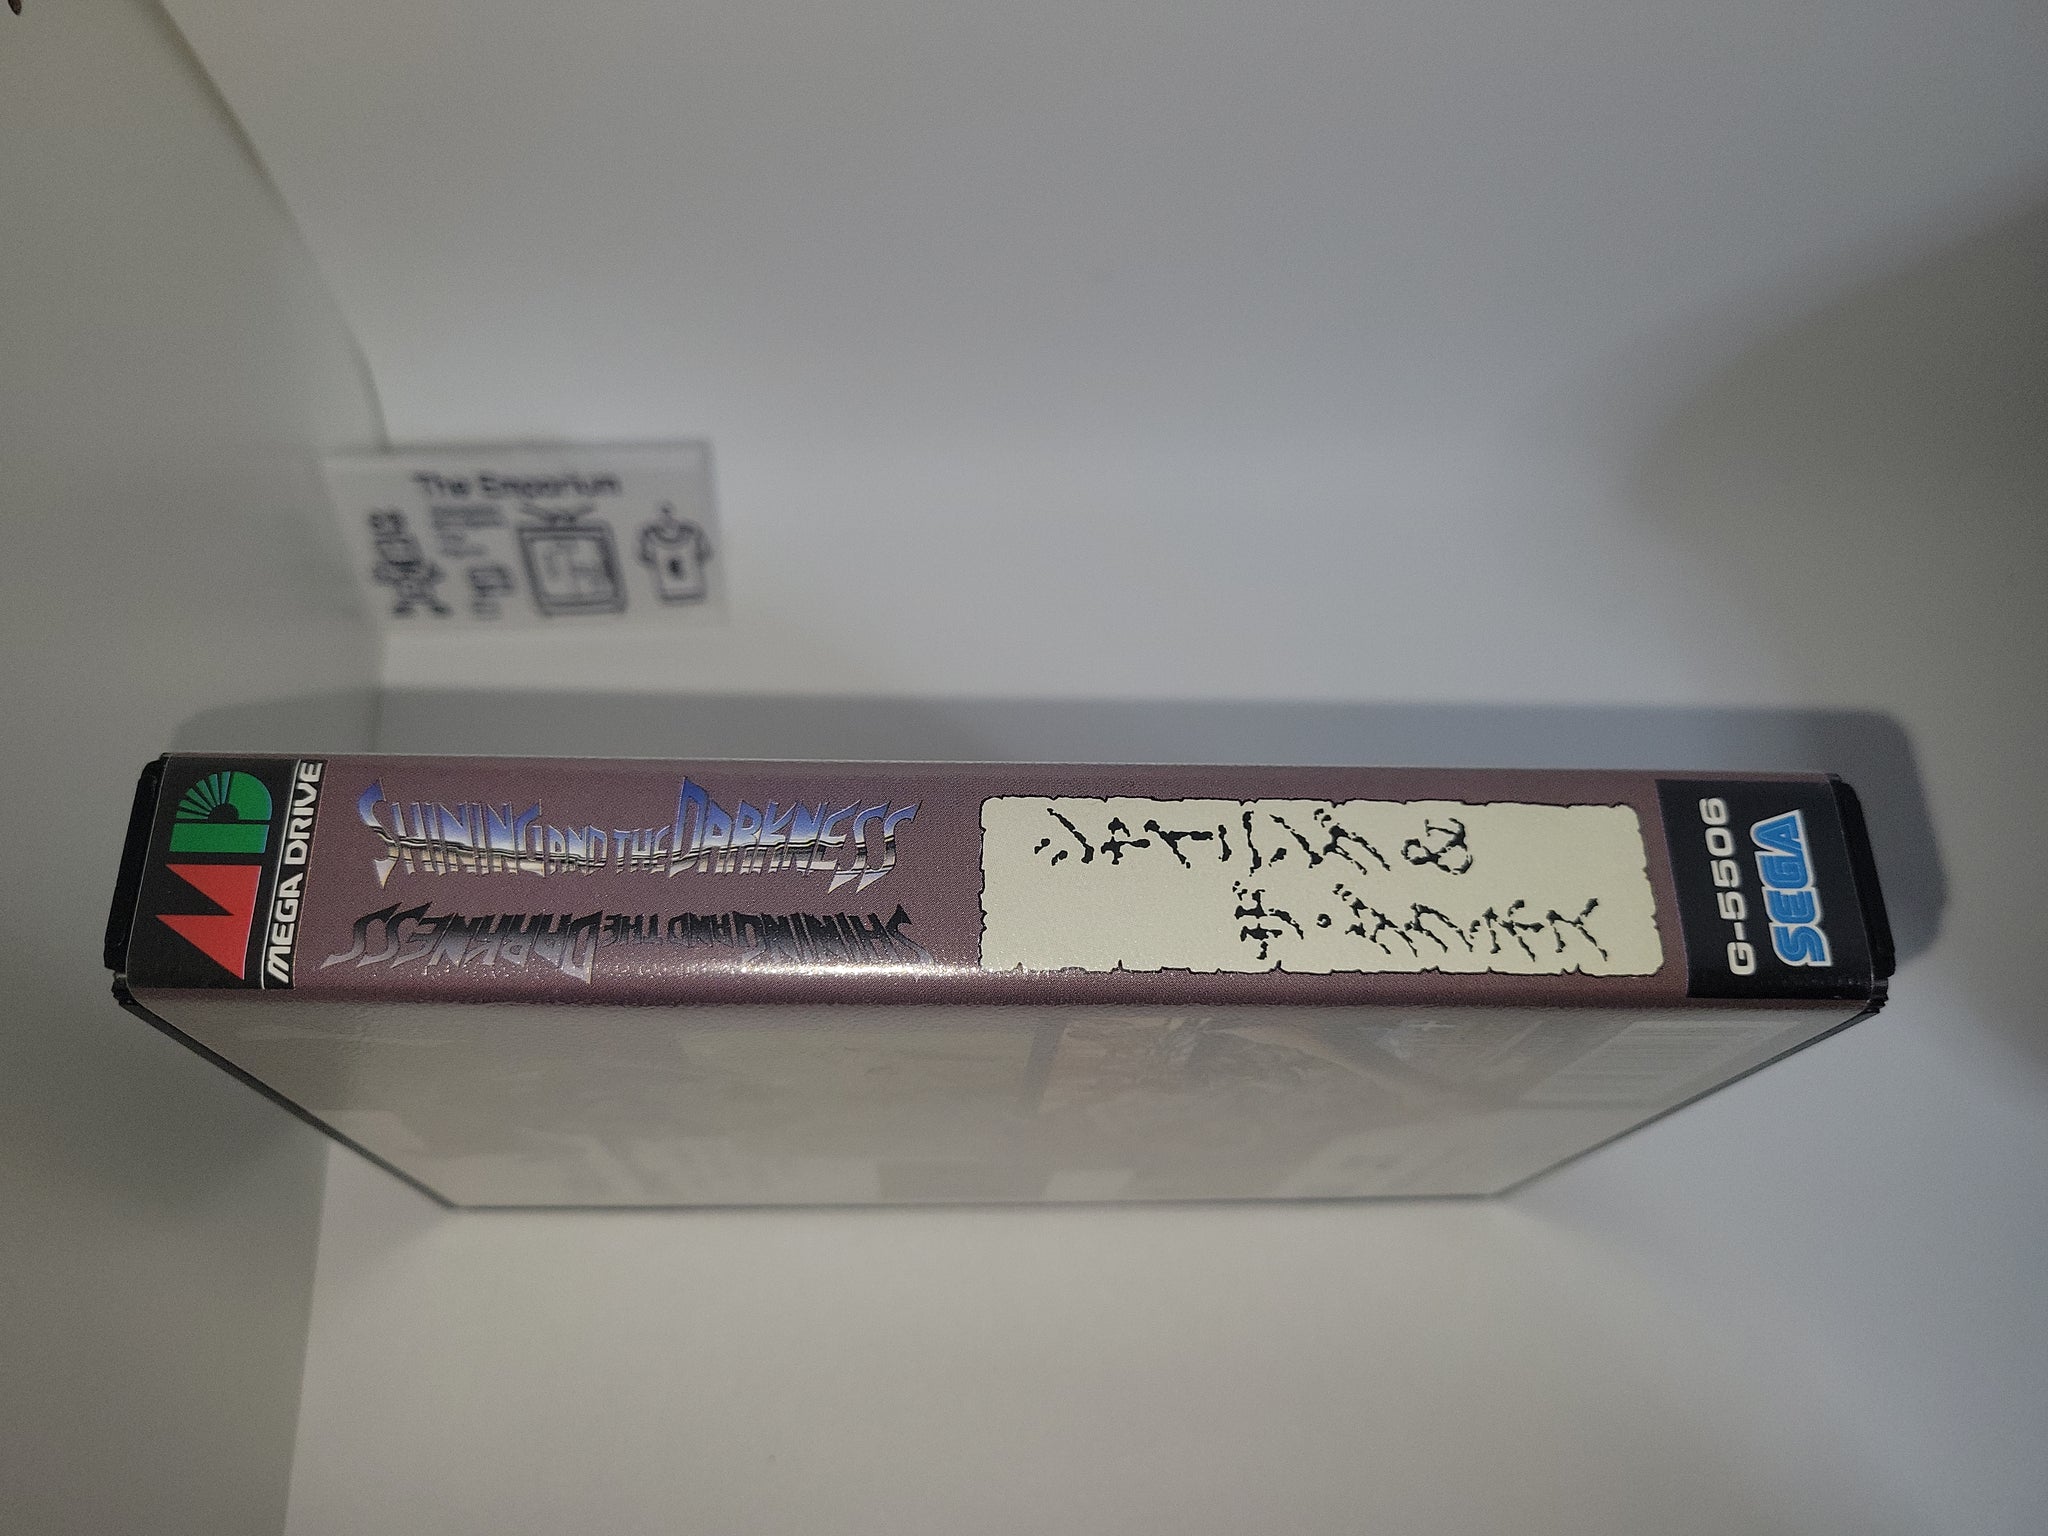 The Emporium
MEGA DRIVE
SHINING AND THE DARKNESS
SHINING AND THE DARKNESS
シャイニング&
ザ・ダクネス
G-5506
SEGA